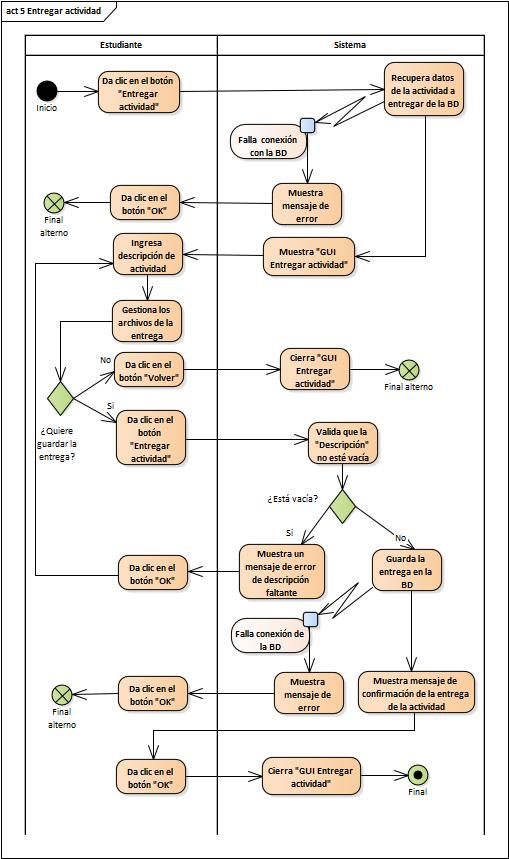 act 5 Entregar actividad
Estudiante
Sistema
Inicio
Da clic en el botón
"Entregar
actividad"
Recupera datos
de la actividad a
entregar de la BD
Falla conexión
con la BD
Muestra
mensaje de
error
Da clic en el
botón "OK"
Final
alterno
Muestra "GUI
Entregar actividad"
Ingresa
descripción de
actividad
Gestiona los
archivos de la
entrega
¿Quiere
guardar la
entrega?
No
Da clic en el
botón "Volver"
Cierra "GUI
Entregar
actividad"
Final alterno
Si
Da clic en el
botón
"Entregar
actividad"
Valida que la
"Descripción"
no esté vacía
¿Está vacía?
Si
No
Muestra un
mensaje de error
de descripción
faltante
Da clic en el
botón "OK"
Guarda la
entrega en la
BD
Falla conexión de
la BD
Muestra
mensaje de
error
Da clic en el
botón "OK"
Final
alterno
Muestra mensaje de
confirmación de la entrega
de la actividad
Da clic en el
botón "OK"
Cierra "GUI Entregar
actividad"
Final